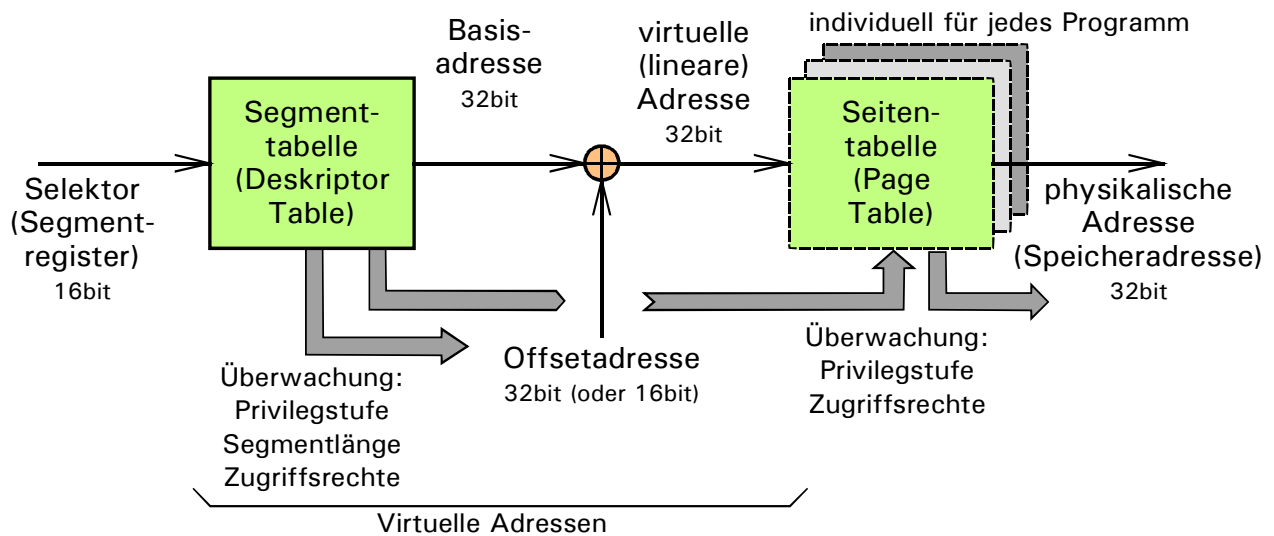 individuell für jedes Programm
Basis-
adresse
32bit
virtuelle
(lineare)
Adresse
32bit
Segment-
tabelle
(Deskriptor
Table)
Seiten-
tabelle
(Page
Table)
Selektor
(Segment-
register)
16bit
physikalische
Adresse
(Speicheradresse)
32bit
Offsetadresse
32bit (oder 16bit)
Überwachung:
Privilegstufe
Segmentlänge
Zugriffsrechte
Überwachung:
Privilegstufe
Zugriffsrechte
Virtuelle Adressen